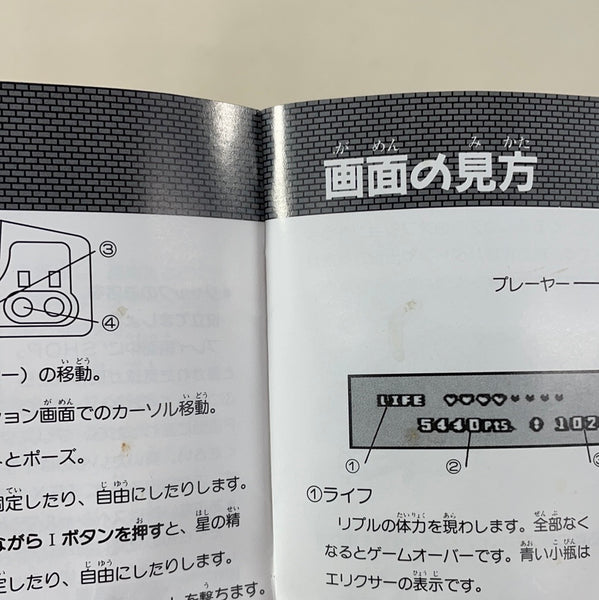 ③
④
ー）の移動。
ション画面でのカーソル移動。
とポーズ。
定したり、自由にしたりします。
ながらⅠボタンを押すと、星の精
定したり、自由にしたりします。
を撃ちます。
画面の見方
プレーヤー
LIFE
5440PTS. 102
①
②
①ライフ
リプルの体力を現わします。全部なく
なるとゲームオーバーです。青い小瓶は
エリクサーの表示です。